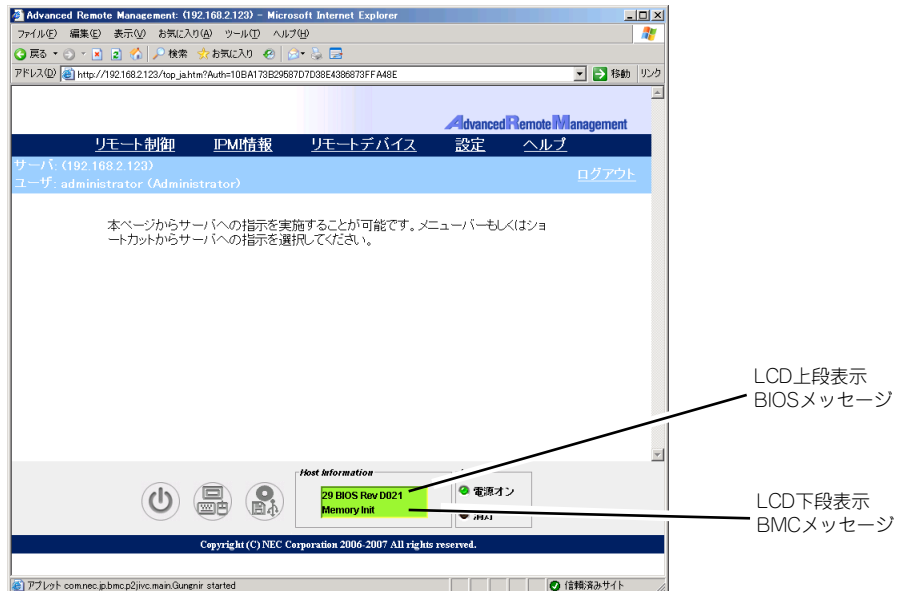 Advanced Remote Management: (192.168.2.123) - Microsoft Internet Explorer
ファイル(F) 編集(E) 表示(V) お気に入り(A) ツール(T) ヘルプ(H)
戻る 検索 お気に入り
アドレス(D) http://192.168.2.123/top_ja.htm?Auth=10BA173B29587D7D38E4386873FFA48E 移動 リンク
Advanced Remote Management
リモート制御 IPMI情報 リモートデバイス 設定 ヘルプ
サーバ: (192.168.2.123)
ユーザ: administrator (Administrator)
ログアウト
本ページからサーバへの指示を実施することが可能です。メニューバーもしくはショ
ートカットからサーバへの指示を選択してください。
LCD上段表示
BIOSメッセージ
Host Information
29 BIOS Rev D021
Memory Init
電源オン
LCD下段表示
BMCメッセージ
Copyright (C) NEC Corporation 2006-2007 All rights reserved.
アプレット com.nec.jp.bmc.p2jivc.main.Gungnir started
信頼済みサイト